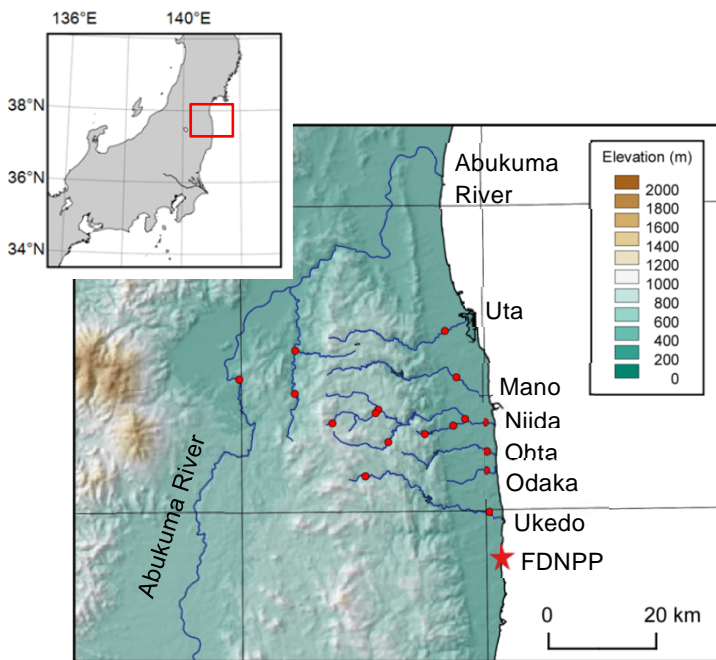 136°E
140°E
38°N
36°N
34°N
Abukuma
River
Elevation (m)
2000
1800
1600
1400
1200
1000
800
600
400
200
0
Uta
Mano
Niida
Ohta
Odaka
Ukedo
FDNPP
Abukuma River
0
20 km